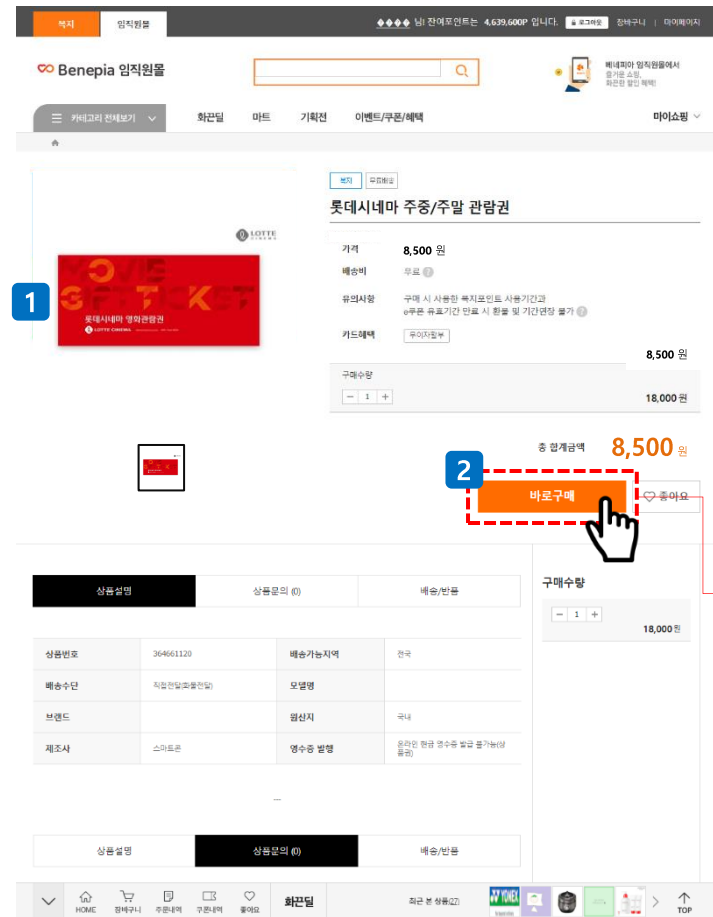 복지
임직원몰
���� 님! 잔여포인트는 4,639,600P 입니다.
로그아웃
장바구니 | 마이페이지
Benepia 임직원몰
베네피아 임직원몰에서
즐거운 쇼핑,
화끈한 할인 혜택!
카테고리 전체보기
화끈딜
마트
기획전
이벤트/쿠폰/혜택
마이쇼핑
복지
무료배송
롯데시네마 주중/주말 관람권
LOTTE
CINEMA
MOVIE
GIFT TICKET
롯데시네마 영화관람권
LOTTE CINEMA
1
가격 8,500 원
배송비 무료 ?
유의사항 구매 시 사용한 복지포인트 사용기간과
e쿠폰 유효기간 만료 시 환불 및 기간연장 불가 ?
카드혜택 무이자할부
8,500 원
구매수량
− 1 +
18,000 원
총 합계금액 8,500 원
2
바로구매
좋아요
상품설명
상품문의 (0)
배송/반품
구매수량
− 1 +
18,000원
상품번호 364661120 배송가능지역 전국
배송수단 직접전달(화물전달) 모델명
브랜드 원산지 국내
제조사 스마트콘 영수증 발행 온라인 현금 영수증 발급 불가능(상
품권)
상품설명
상품문의 (0)
배송/반품
HOME
장바구니
주문내역
쿠폰내역
좋아요
화끈딜
최근 본 상품(27)
YONEX
TOP